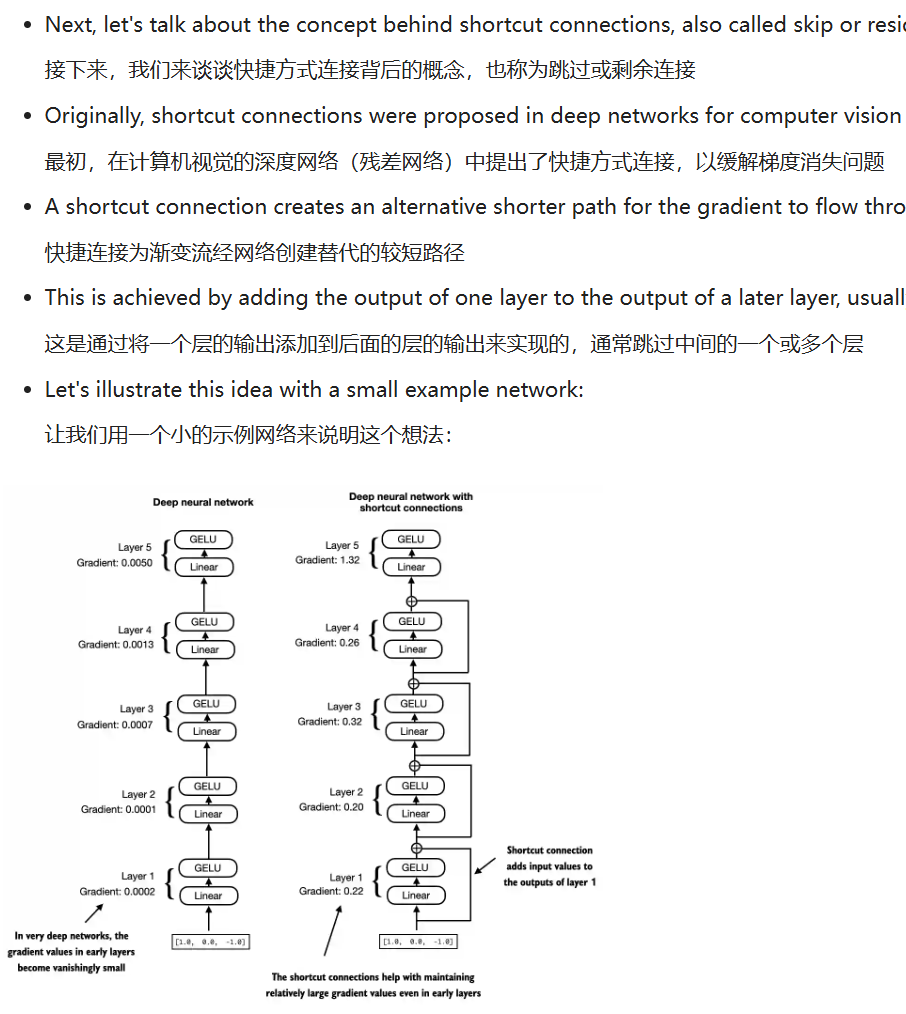 Next, let's talk about the concept behind shortcut connections, also called skip or
接下来，我们来谈谈快捷方式连接背后的概念，也称为跳过或剩余连接
Originally, shortcut connections were proposed in deep networks for computer vision
最初，在计算机视觉的深度网络（残差网络）中提出了快捷方式连接，以缓解梯度消失问题
A shortcut connection creates an alternative shorter path for the gradient to flow
快捷连接为渐变流经网络创建替代的较短路径
This is achieved by adding the output of one layer to the output of a later layer,
这是通过将一个层的输出添加到后面的层的输出来实现的，通常跳过中间的一个或多个层
Let's illustrate this idea with a small example network:
让我们用一个小的示例网络来说明这个想法：
Deep neural network
Layer 5
Gradient: 0.0050
GELU
Linear
Layer 4
Gradient: 0.0013
GELU
Linear
Layer 3
Gradient: 0.0007
GELU
Linear
Layer 2
Gradient: 0.0001
GELU
Linear
Layer 1
Gradient: 0.0002
GELU
Linear
[1.0, 0.0, -1.0]
In very deep networks, the
gradient values in early layers
become vanishingly small
Deep neural network with
shortcut connections
Layer 5
Gradient: 1.32
GELU
Linear
Layer 4
Gradient: 0.26
GELU
Linear
Layer 3
Gradient: 0.32
GELU
Linear
Layer 2
Gradient: 0.20
GELU
Linear
Layer 1
Gradient: 0.22
GELU
Linear
[1.0, 0.0, -1.0]
Shortcut connection
adds input values to
the outputs of layer 1
The shortcut connections help with maintaining
relatively large gradient values even in early layers